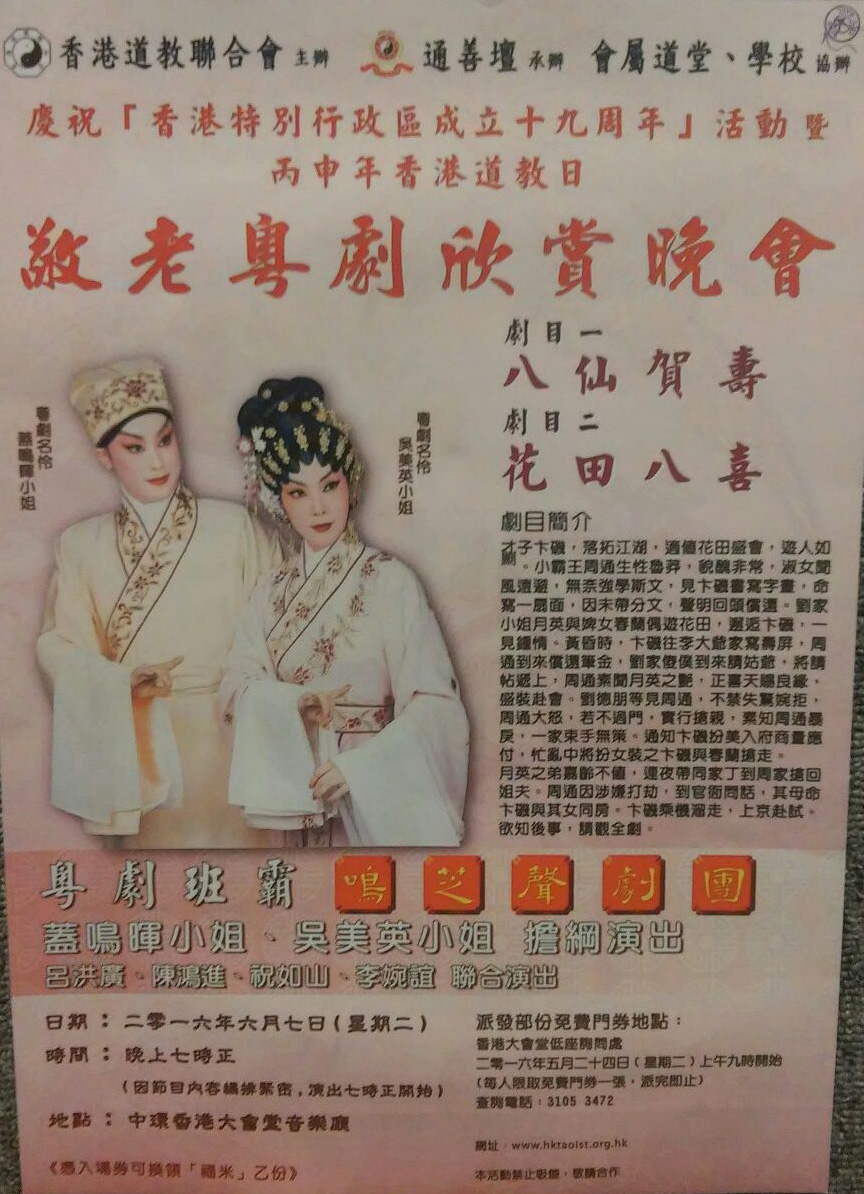 香港道教聯合會 主辦 通善壇 承辦 會屬道堂、學校 協辦
慶祝「香港特別行政區成立十九周年」活動 暨
丙申年香港道教日
敬老粵劇欣賞晚會
劇目一
八仙賀壽
劇目二
花田八喜
粵劇名伶
蓋鳴暉小姐
粵劇名伶
吳美英小姐
劇目簡介
才子卞磯，落拓江湖，適值花田盛會，遊人如
鯽。小霸王周通生性魯莽，貌醜非常，淑女聞
風遠避，無奈強學斯文，見卞磯書寫字畫，命
寫一扇面，因未帶分文，聲明回頭償還。劉家
小姐月英與婢女春蘭偶遊花田，邂逅卞磯，一
見鍾情。黃昏時，卞磯往李大爺家寫壽屏，周
通到來償還筆金，劉家傻僕到來請姑爺，將請
帖遞上，周通素聞月英之艷，正喜天賜良緣，
盛裝赴會。劉德朋等見周通，不禁失驚婉拒，
周通大怒，若不過門，實行搶親，素知周通暴
戾，一家束手無策。通知卞磯扮美入府商量應
付，忙亂中將扮女裝之卞磯與春蘭搶走。
月英之弟嘉齡不值，連夜帶同家丁到周家搶回
姐夫。周通因涉嫌打劫，到官衙問話，其母命
卞磯與其女同房。卞磯乘機溜走，上京赴試。
欲知後事，請觀全劇。
粵劇班霸 鳴芝聲劇團
蓋鳴暉小姐、吳美英小姐 擔綱演出
呂洪廣、陳鴻進、祝如山、李婉誼 聯合演出
日期：二零一六年六月七日（星期二）
時間：晚上七時正
（因節目內容編排緊密，演出七時正開始）
地點：中環香港大會堂音樂廳
《憑入場券可換領「福米」乙份》
派發部份免費門券地點：
香港大會堂低座詢問處
二零一六年五月二十四日（星期二）上午九時開始
（每人限取免費門券一張，派完即止）
查詢電話：3105 3472
網址：www.hktaoist.org.hk
本活動禁止吸煙，敬請合作